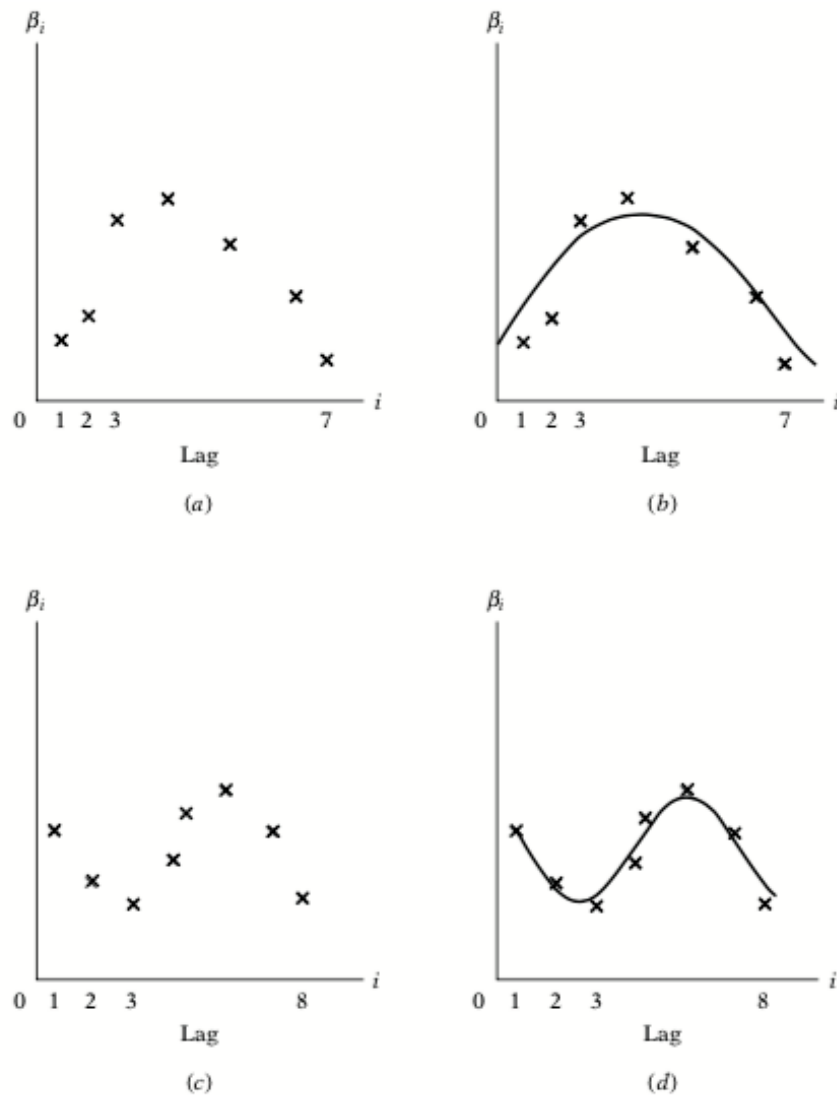 βi βi
i i
0 1 2 3 7 0 1 2 3 7
Lag Lag
(a) (b)
βi βi
i i
0 1 2 3 8 0 1 2 3 8
Lag Lag
(c) (d)